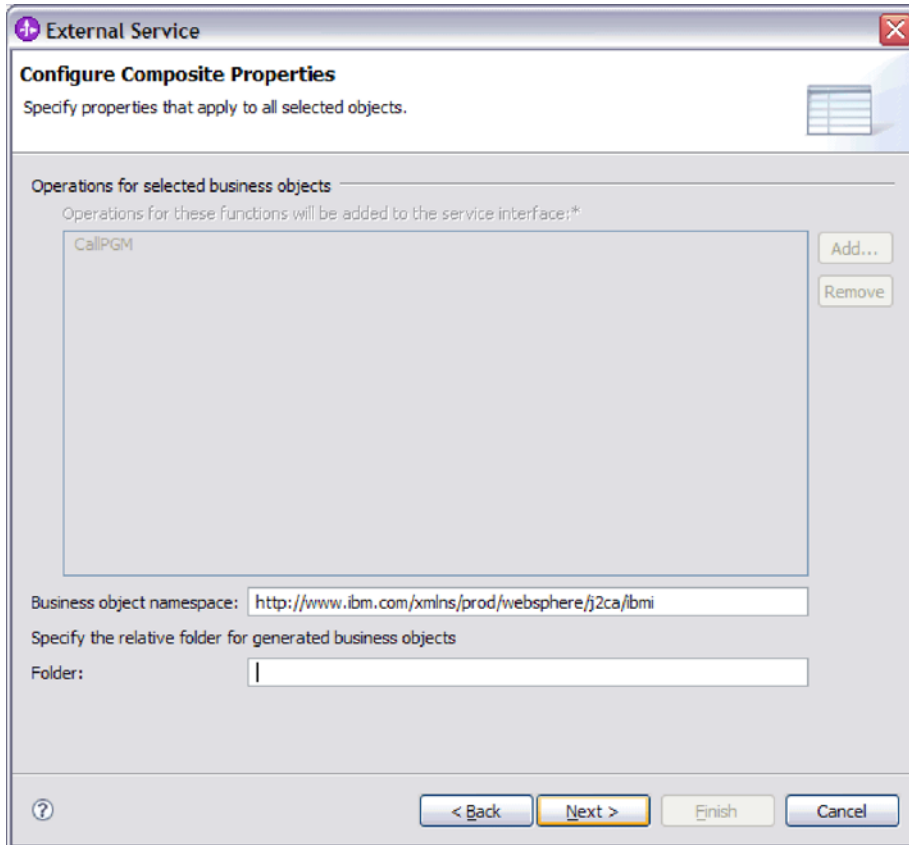 External Service
Configure Composite Properties
Specify properties that apply to all selected objects.
Operations for selected business objects
Operations for these functions will be added to the service interface:*
CallPGM
Add...
Remove
Business object namespace: http://www.ibm.com/xmlns/prod/websphere/j2ca/ibmi
Specify the relative folder for generated business objects
Folder:
? < Back Next > Finish Cancel